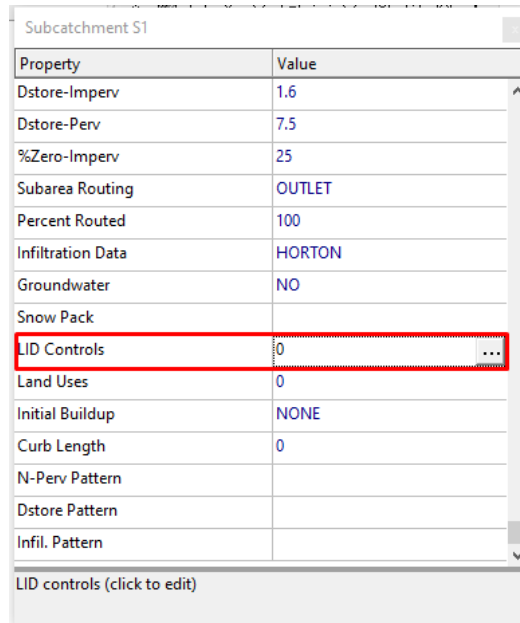 Subcatchment S1
Property Value
Dstore-Imperv 1.6
Dstore-Perv 7.5
%Zero-Imperv 25
Subarea Routing OUTLET
Percent Routed 100
Infiltration Data HORTON
Groundwater NO
Snow Pack
LID Controls 0 ...
Land Uses 0
Initial Buildup NONE
Curb Length 0
N-Perv Pattern
Dstore Pattern
Infil. Pattern
LID controls (click to edit)